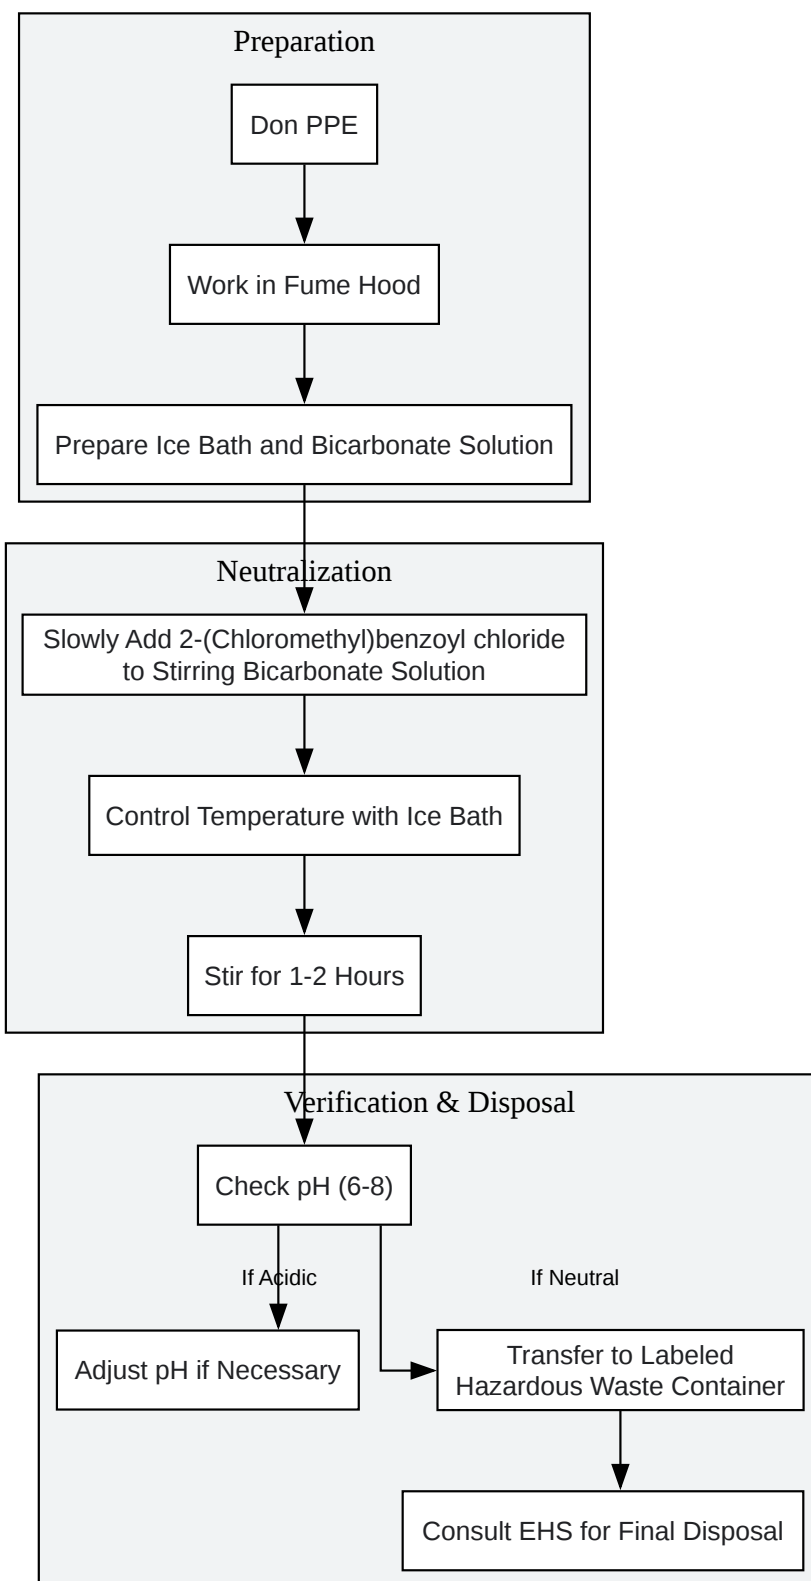 Preparation
Don PPE
Work in Fume Hood
Prepare Ice Bath and Bicarbonate Solution
Neutralization
Slowly Add 2-(Chloromethyl)benzoyl chloride
to Stirring Bicarbonate Solution
Control Temperature with Ice Bath
Stir for 1-2 Hours
Verification & Disposal
Check pH (6-8)
If Acidic
If Neutral
Adjust pH if Necessary
Transfer to Labeled
Hazardous Waste Container
Consult EHS for Final Disposal